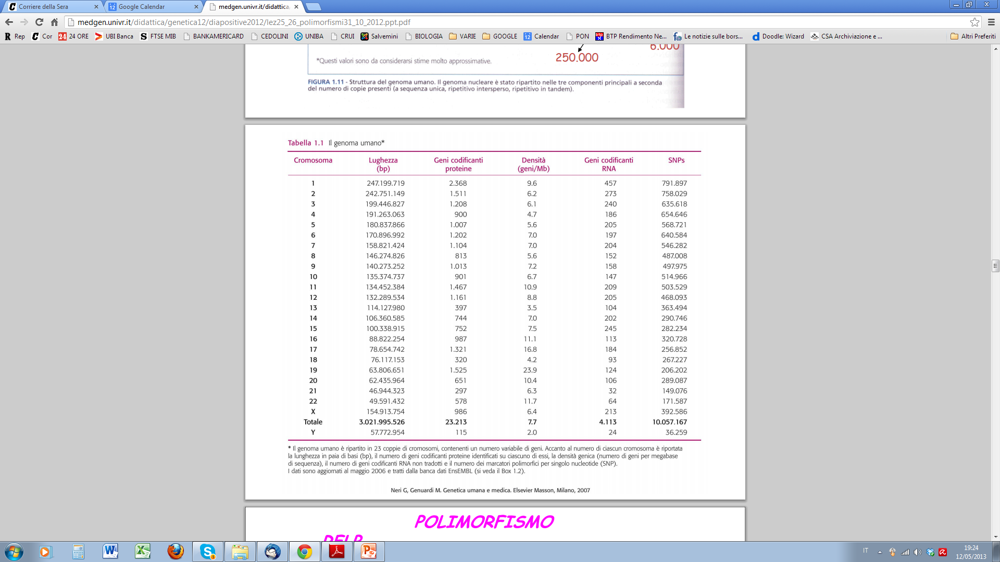 Corriere della Sera
Google Calendar
medgen.univr.it/didattica
medgen.univr.it/didattica/genetica12/diapositive2012/lez25_26_polimorfismi31_10_2012.ppt.pdf
Rep Cor 24 ORE UBI Banca FTSE MIB BANKAMERICARD CEDOLINI UNIBA CRUI Salvemini BIOLOGIA VARIE GOOGLE Calendar PON BTP Rendimento Ne... Le notizie sulle bors... Doodle: Wizard CSA Archiviazione e ... Altri Preferiti
6.000
250.000
*Questi valori sono da considerarsi stime molto approssimative.
FIGURA 1.11 - Struttura del genoma umano. Il genoma nucleare è stato ripartito nelle tre componenti principali a seconda
del numero di copie presenti (a sequenza unica, ripetitivo intersperso, ripetitivo in tandem).
Tabella 1.1 Il genoma umano*
Cromosoma Lughezza Geni codificanti Densità Geni codificanti SNPs
(bp) proteine (geni/Mb) RNA
1 247.199.719 2.368 9.6 457 791.897
2 242.751.149 1.511 6.2 273 758.029
3 199.446.827 1.208 6.1 240 635.618
4 191.263.063 900 4.7 186 654.646
5 180.837.866 1.007 5.6 205 568.721
6 170.896.992 1.202 7.0 197 640.584
7 158.821.424 1.104 7.0 204 546.282
8 146.274.826 813 5.6 152 487.008
9 140.273.252 1.013 7.2 158 497.975
10 135.374.737 901 6.7 147 514.966
11 134.452.384 1.467 10.9 209 503.529
12 132.289.534 1.161 8.8 205 468.093
13 114.127.980 397 3.5 104 363.494
14 106.360.585 744 7.0 202 290.746
15 100.338.915 752 7.5 245 282.234
16 88.822.254 987 11.1 113 320.728
17 78.654.742 1.321 16.8 184 256.852
18 76.117.153 320 4.2 93 267.227
19 63.806.651 1.525 23.9 124 206.202
20 62.435.964 651 10.4 106 289.087
21 46.944.323 297 6.3 32 149.076
22 49.591.432 578 11.7 64 171.587
X 154.913.754 986 6.4 213 392.586
Totale 3.021.995.526 23.213 7.7 4.113 10.057.167
Y 57.772.954 115 2.0 24 36.259
* Il genoma umano è ripartito in 23 coppie di cromosomi, contenenti un numero variabile di geni. Accanto al numero di ciascun cromosoma è riportata
la lunghezza in paia di basi (bp), il numero di geni codificanti proteine identificati su ciascuno di essi, la densità genica (numero di geni per megabase
di sequenza), il numero di geni codificanti RNA non tradotti e il numero dei marcatori polimorfici per singolo nucleotide (SNP).
I dati sono aggiornati al maggio 2006 e tratti dalla banca dati EnsEMBL (si veda il Box 1.2).
Neri G, Genuardi M. Genetica umana e medica. Elsevier Masson, Milano, 2007
POLIMORFISMO
IT
19:24
12/05/2013